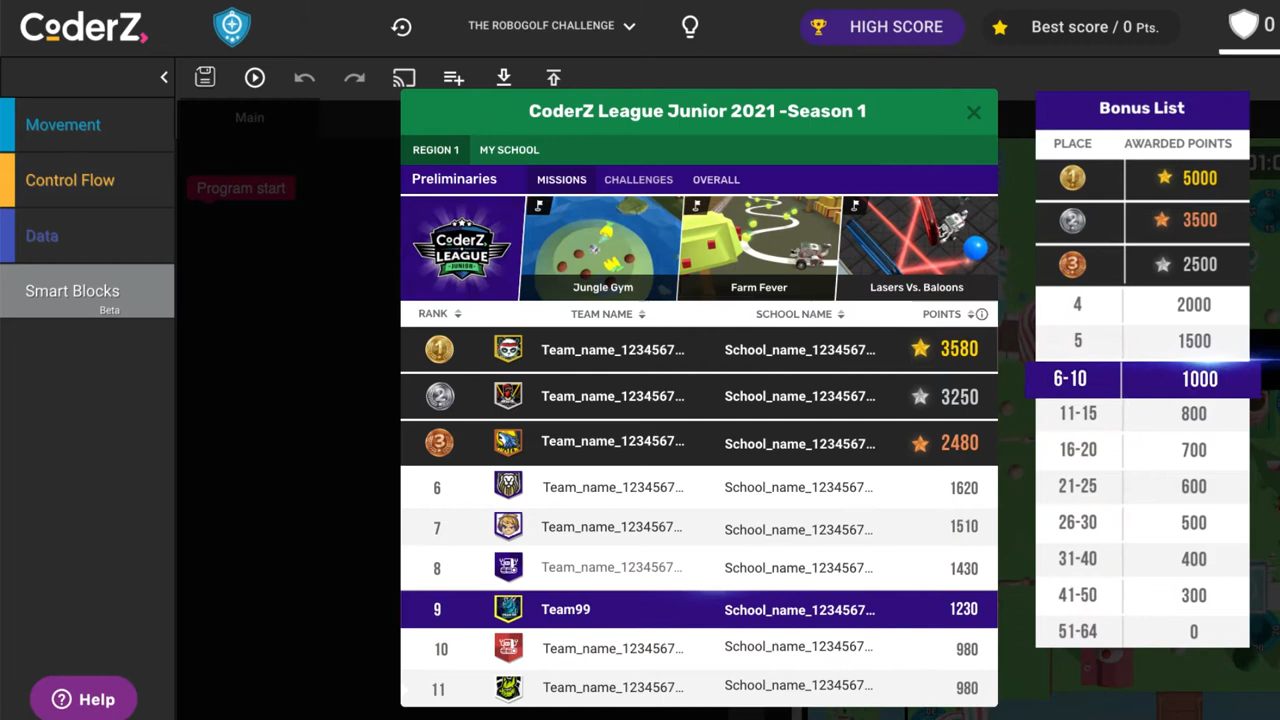 CoderZ
THE ROBOGOLF CHALLENGE
HIGH SCORE
Best score / 0 Pts.
0
Movement
Control Flow
Data
Smart Blocks
Beta
Help
Main
Program start
CoderZ League Junior 2021 -Season 1
REGION 1 MY SCHOOL
Preliminaries MISSIONS CHALLENGES OVERALL
CoderZ
LEAGUE
JUNIOR
Jungle Gym
Farm Fever
Lasers Vs. Baloons
RANK TEAM NAME SCHOOL NAME POINTS
1 Team_name_1234567... School_name_1234567... 3580
2 Team_name_1234567... School_name_1234567... 3250
3 Team_name_1234567... School_name_1234567... 2480
6 Team_name_1234567... School_name_1234567... 1620
7 Team_name_1234567... School_name_1234567... 1510
8 Team_name_1234567... School_name_1234567... 1430
9 Team99 School_name_1234567... 1230
10 Team_name_1234567... School_name_1234567... 980
11 Team_name_1234567... School_name_1234567... 980
Bonus List
PLACE AWARDED POINTS
1 5000
2 3500
3 2500
4 2000
5 1500
6-10 1000
11-15 800
16-20 700
21-25 600
26-30 500
31-40 400
41-50 300
51-64 0